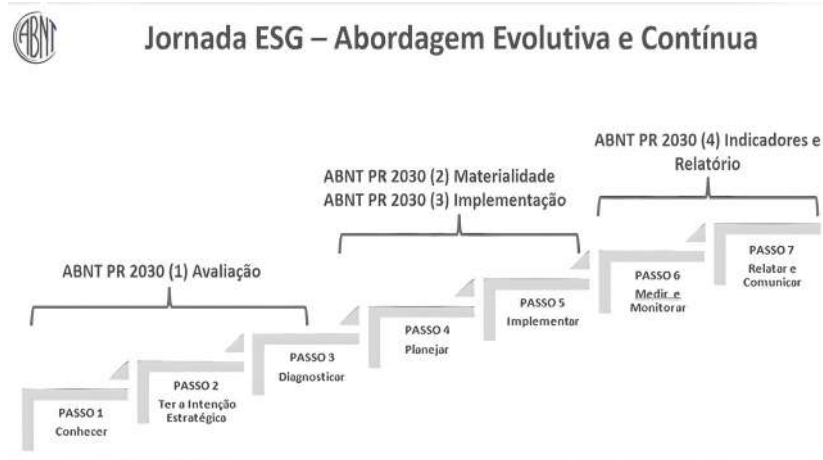 ABNT
Jornada ESG – Abordagem Evolutiva e Contínua
ABNT PR 2030 (4) Indicadores e
Relatório
ABNT PR 2030 (2) Materialidade
ABNT PR 2030 (3) Implementação
ABNT PR 2030 (1) Avaliação
PASSO 1
Conhecer
PASSO 2
Ter a Intenção
Estratégica
PASSO 3
Diagnosticar
PASSO 4
Planejar
PASSO 5
Implementar
PASSO 6
Medir e
Monitorar
PASSO 7
Relatar e
Comunicar